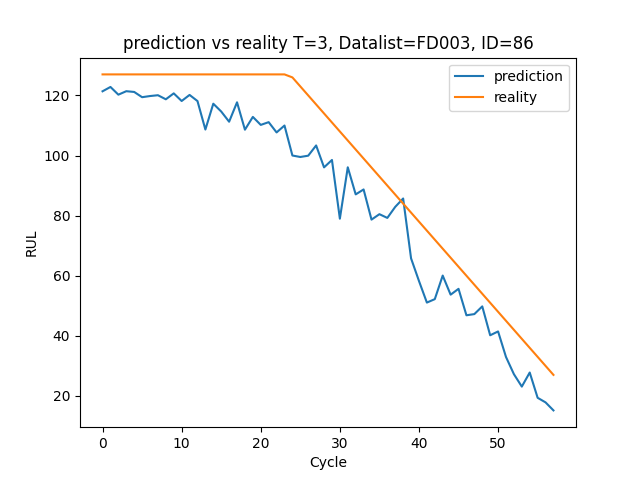 prediction vs reality T=3, Datalist=FD003, ID=86
prediction
reality
120
100
80
60
40
20
RUL
0 10 20 30 40 50
Cycle